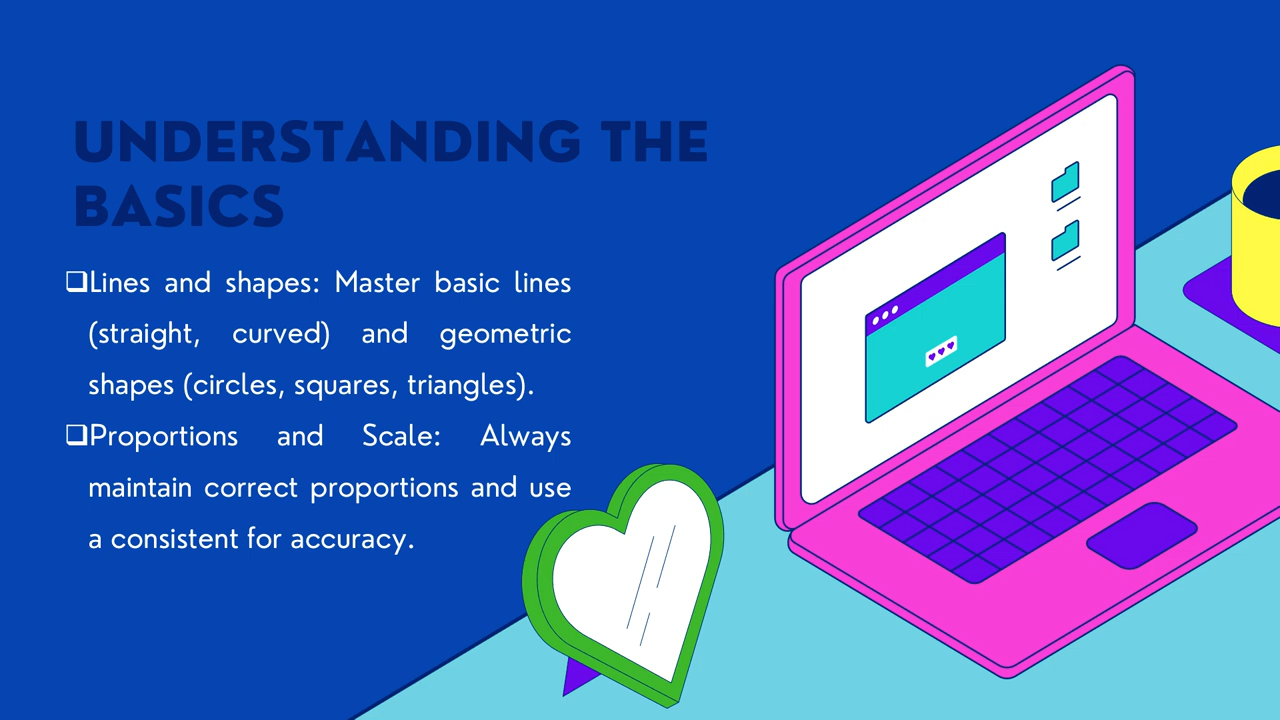 UNDERSTANDING THE
BASICS
❑Lines and shapes: Master basic lines
(straight, curved) and geometric
shapes (circles, squares, triangles).
❑Proportions and Scale: Always
maintain correct proportions and use
a consistent for accuracy.